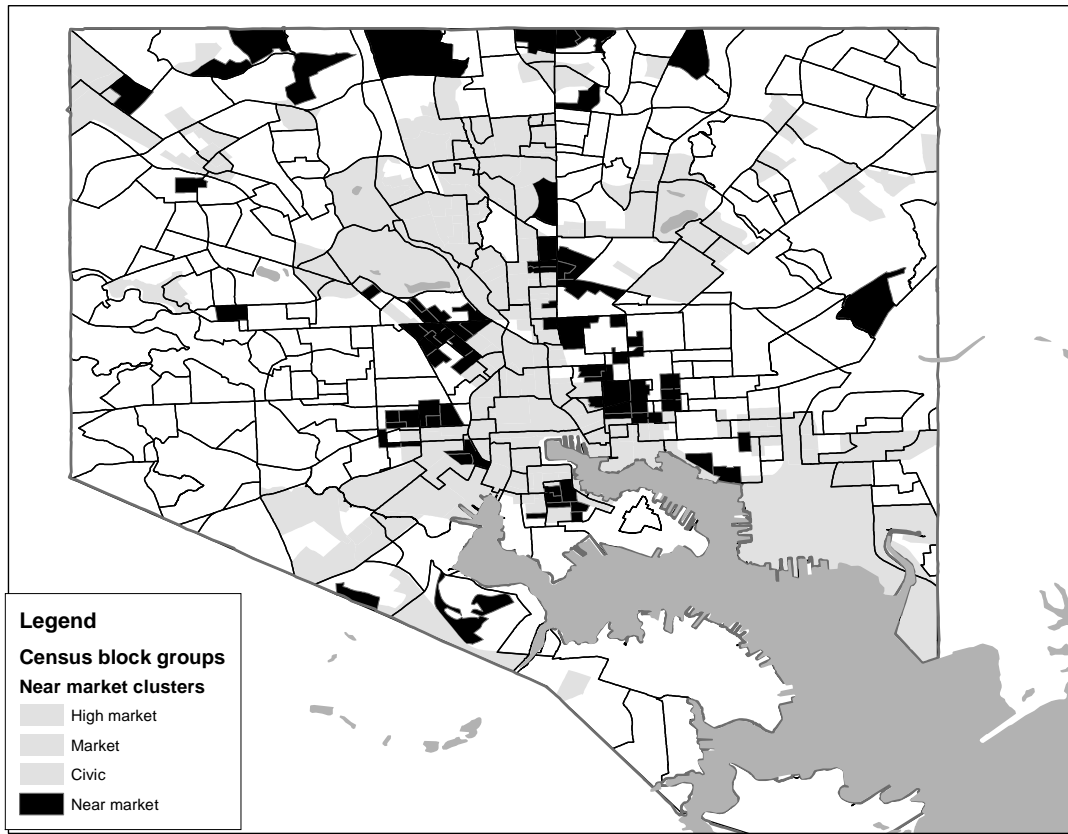 Legend
Census block groups
Near market clusters
High market
Market
Civic
Near market